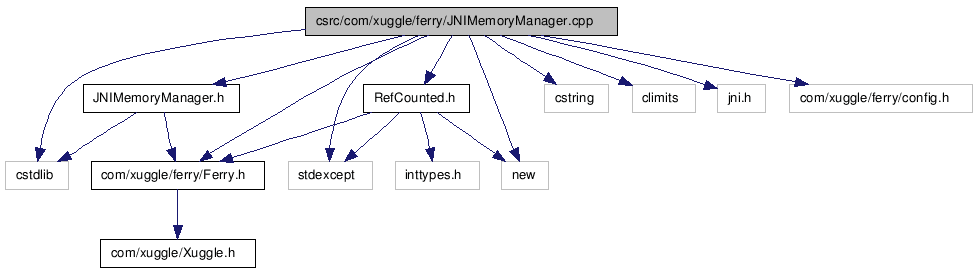 csrc/com/xuggle/ferry/JNIMemoryManager.cpp
JNIMemoryManager.h
RefCounted.h
cstring
climits
jni.h
com/xuggle/ferry/config.h
cstdlib
com/xuggle/ferry/Ferry.h
stdexcept
inttypes.h
new
com/xuggle/Xuggle.h